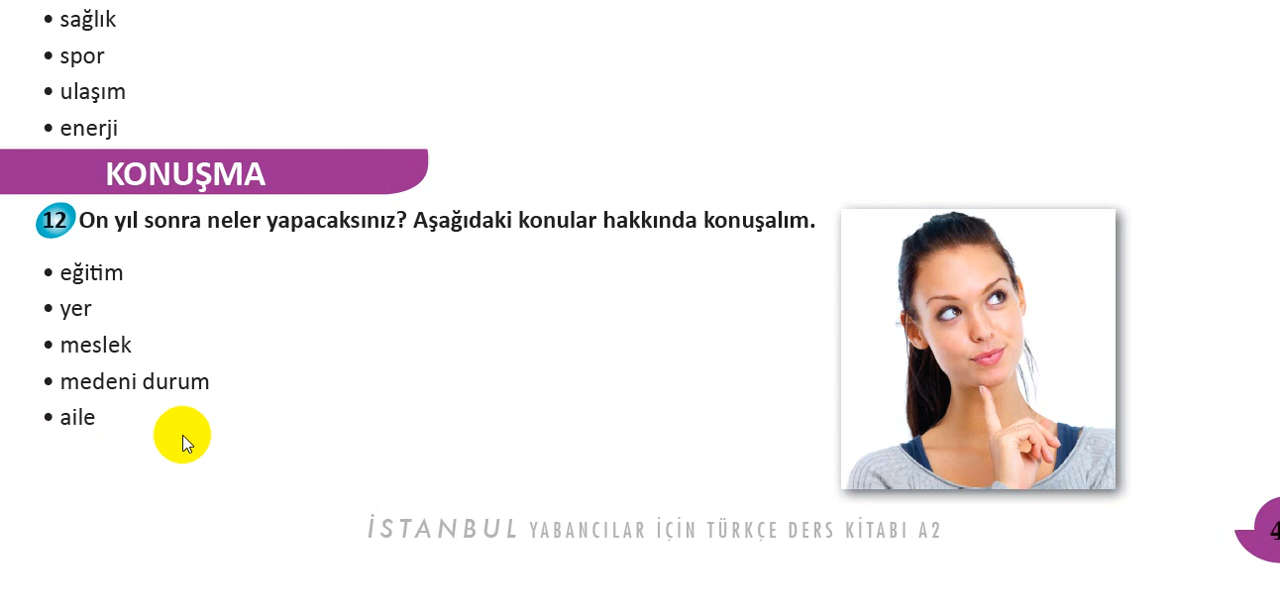 • sağlık
• spor
• ulaşım
• enerji
KONUŞMA
12 On yıl sonra neler yapacaksınız? Aşağıdaki konular hakkında konuşalım.
• eğitim
• yer
• meslek
• medeni durum
• aile
İSTANBUL YABANCILAR İÇİN TÜRKÇE DERS KİTABI A2